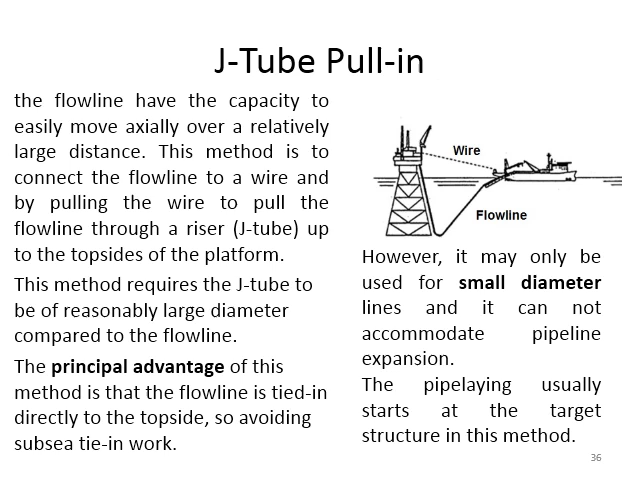 J-Tube Pull-in
the flowline have the capacity to
easily move axially over a relatively
large distance. This method is to
connect the flowline to a wire and
by pulling the wire to pull the
flowline through a riser (J-tube) up
to the topsides of the platform.
This method requires the J-tube to
be of reasonably large diameter
compared to the flowline.
The principal advantage of this
method is that the flowline is tied-in
directly to the topside, so avoiding
subsea tie-in work.
Wire
Flowline
However, it may only be
used for small diameter
lines and it can not
accommodate pipeline
expansion.
The pipelaying usually
starts at the target
structure in this method.
36